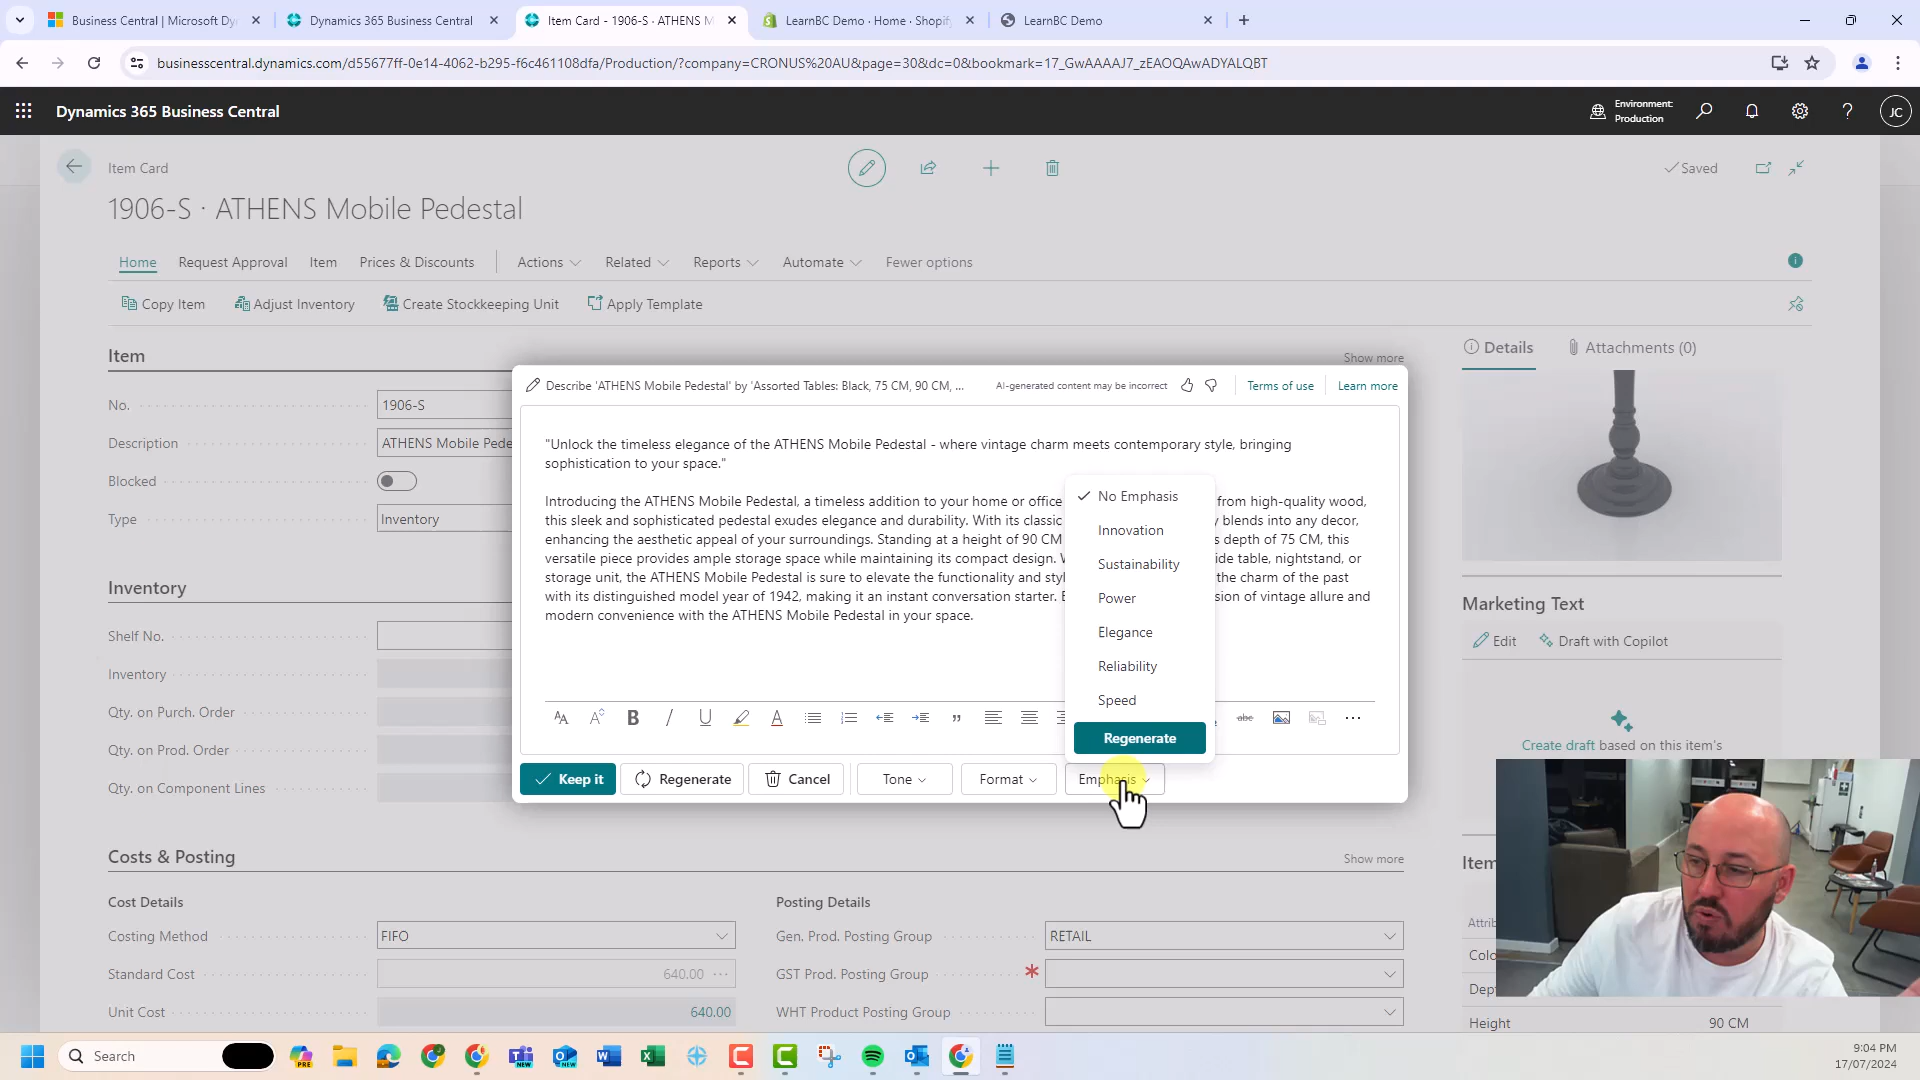 Business Central | Microsoft Dy
Dynamics 365 Business Central
Item Card - 1906-S · ATHENS M
LearnBC Demo · Home · Shopify
LearnBC Demo
businesscentral.dynamics.com/d55677ff-0e14-4062-b295-f6c461108dfa/Production/?company=CRONUS%20AU&page=30&dc=0&bookmark=17_GwAAAAJ7_zEAOQAwADYALQBT
Dynamics 365 Business Central
Environment:
Production
JC
Item Card
Saved
1906-S · ATHENS Mobile Pedestal
Home
Request Approval
Item
Prices & Discounts
Actions
Related
Reports
Automate
Fewer options
Copy Item
Adjust Inventory
Create Stockkeeping Unit
Apply Template
Item
Show more
No.
1906-S
Description
ATHENS Mobile Pede
Blocked
Type
Inventory
Inventory
Shelf No.
Inventory
Qty. on Purch. Order
Qty. on Prod. Order
Qty. on Component Lines
Describe 'ATHENS Mobile Pedestal' by 'Assorted Tables: Black, 75 CM, 90 CM, ...
AI-generated content may be incorrect
Terms of use
Learn more
"Unlock the timeless elegance of the ATHENS Mobile Pedestal - where vintage charm meets contemporary style, bringing
sophistication to your space."
Introducing the ATHENS Mobile Pedestal, a timeless addition to your home or office from high-quality wood,
this sleek and sophisticated pedestal exudes elegance and durability. With its classic y blends into any decor,
enhancing the aesthetic appeal of your surroundings. Standing at a height of 90 CM s depth of 75 CM, this
versatile piece provides ample storage space while maintaining its compact design. W ide table, nightstand, or
storage unit, the ATHENS Mobile Pedestal is sure to elevate the functionality and styl the charm of the past
with its distinguished model year of 1942, making it an instant conversation starter. E sion of vintage allure and
modern convenience with the ATHENS Mobile Pedestal in your space.
No Emphasis
Innovation
Sustainability
Power
Elegance
Reliability
Speed
Regenerate
Keep it
Regenerate
Cancel
Tone
Format
Emphasis
Details
Attachments (0)
Marketing Text
Edit
Draft with Copilot
Create draft based on this item's
Item
Attrib
Colo
Dep
Height
90 CM
Costs & Posting
Show more
Cost Details
Posting Details
Costing Method
FIFO
Gen. Prod. Posting Group
RETAIL
Standard Cost
640.00
GST Prod. Posting Group
Unit Cost
640.00
WHT Product Posting Group
Search
PRE
NEW
NEW
9:04 PM
17/07/2024